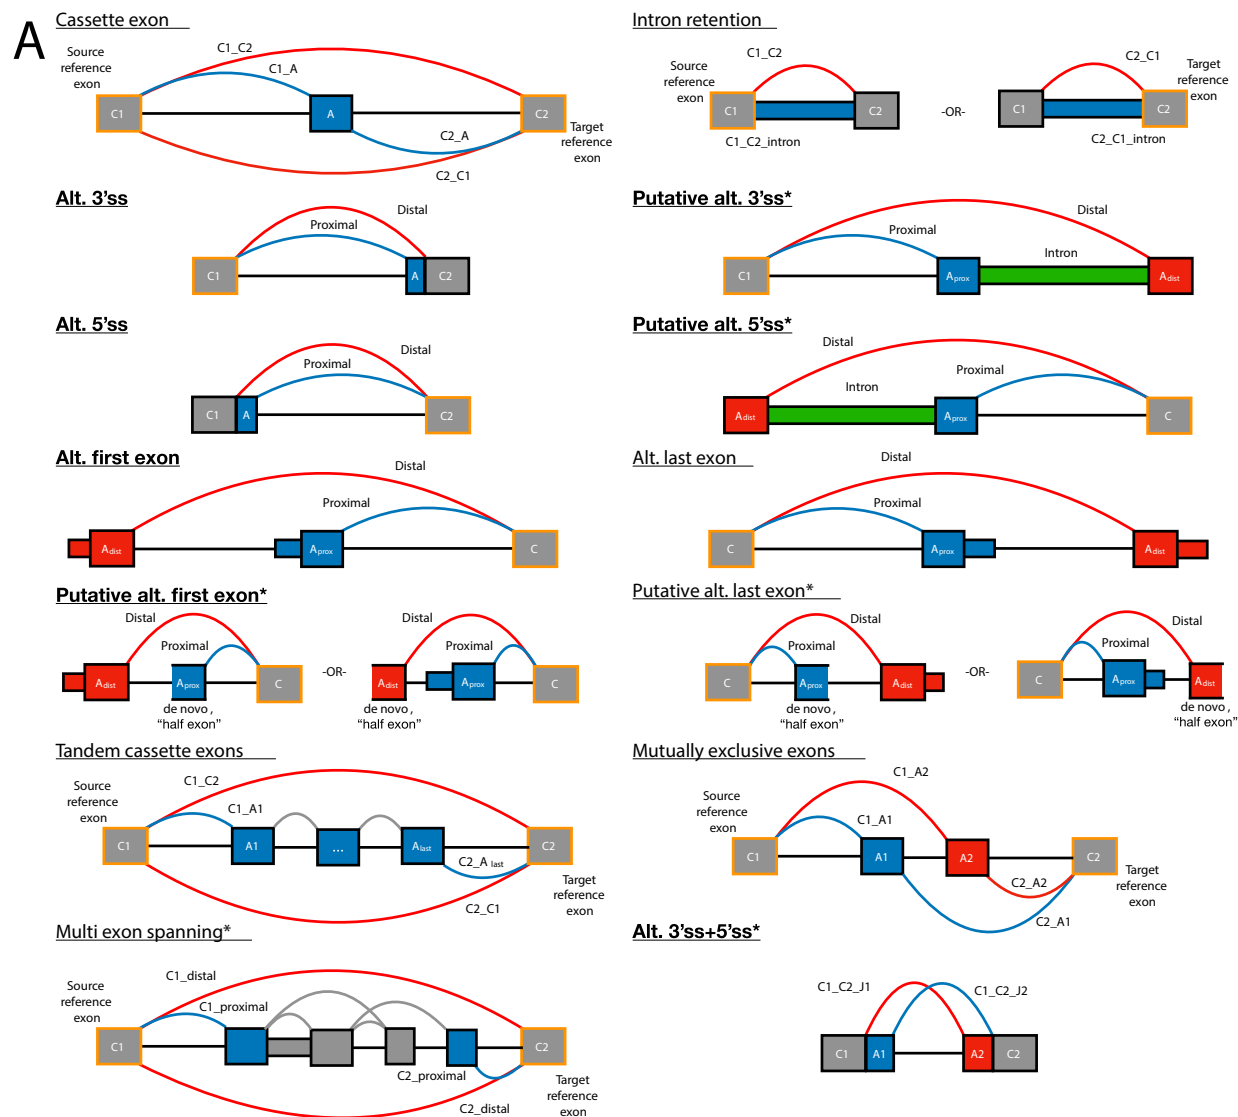 A
Cassette exon
Source
reference
exon
C1_C2
C1_A
C1
A
C2
C2_A
C2_C1
Target
reference
exon
Intron retention
Source
reference
exon
C1_C2
C1
C2
C1_C2_intron
-OR-
C2_C1
Target
reference
exon
C1
C2
C2_C1_intron
Alt. 3'ss
Distal
Proximal
C1
A
C2
Putative alt. 3'ss*
Distal
Proximal
Intron
C1
Aprox
Adist
Alt. 5'ss
Distal
Proximal
C1
A
C2
Putative alt. 5'ss*
Distal
Proximal
Intron
Adist
Aprox
C
Alt. first exon
Distal
Proximal
Adist
Aprox
C
Alt. last exon
Distal
Proximal
C
Aprox
Adist
Putative alt. first exon*
Distal
Proximal
Adist
Aprox
C
de novo ,
"half exon"
-OR-
Distal
Proximal
Adist
Aprox
C
de novo ,
"half exon"
Putative alt. last exon*
Distal
Proximal
C
Aprox
Adist
de novo ,
"half exon"
-OR-
Distal
Proximal
C
Aprox
Adist
de novo ,
"half exon"
Tandem cassette exons
Source
reference
exon
C1_C2
C1_A1
C1
A1
...
Alast
C2
C2_A last
C2_C1
Target
reference
exon
Mutually exclusive exons
Source
reference
exon
C1_A2
C1_A1
C1
A1
A2
C2
C2_A2
C2_A1
Target
reference
exon
Multi exon spanning*
Source
reference
exon
C1_distal
C1_proximal
C1
C2
C2_proximal
C2_distal
Target
reference
exon
Alt. 3'ss+5'ss*
C1_C2_J1
C1_C2_J2
C1
A1
A2
C2